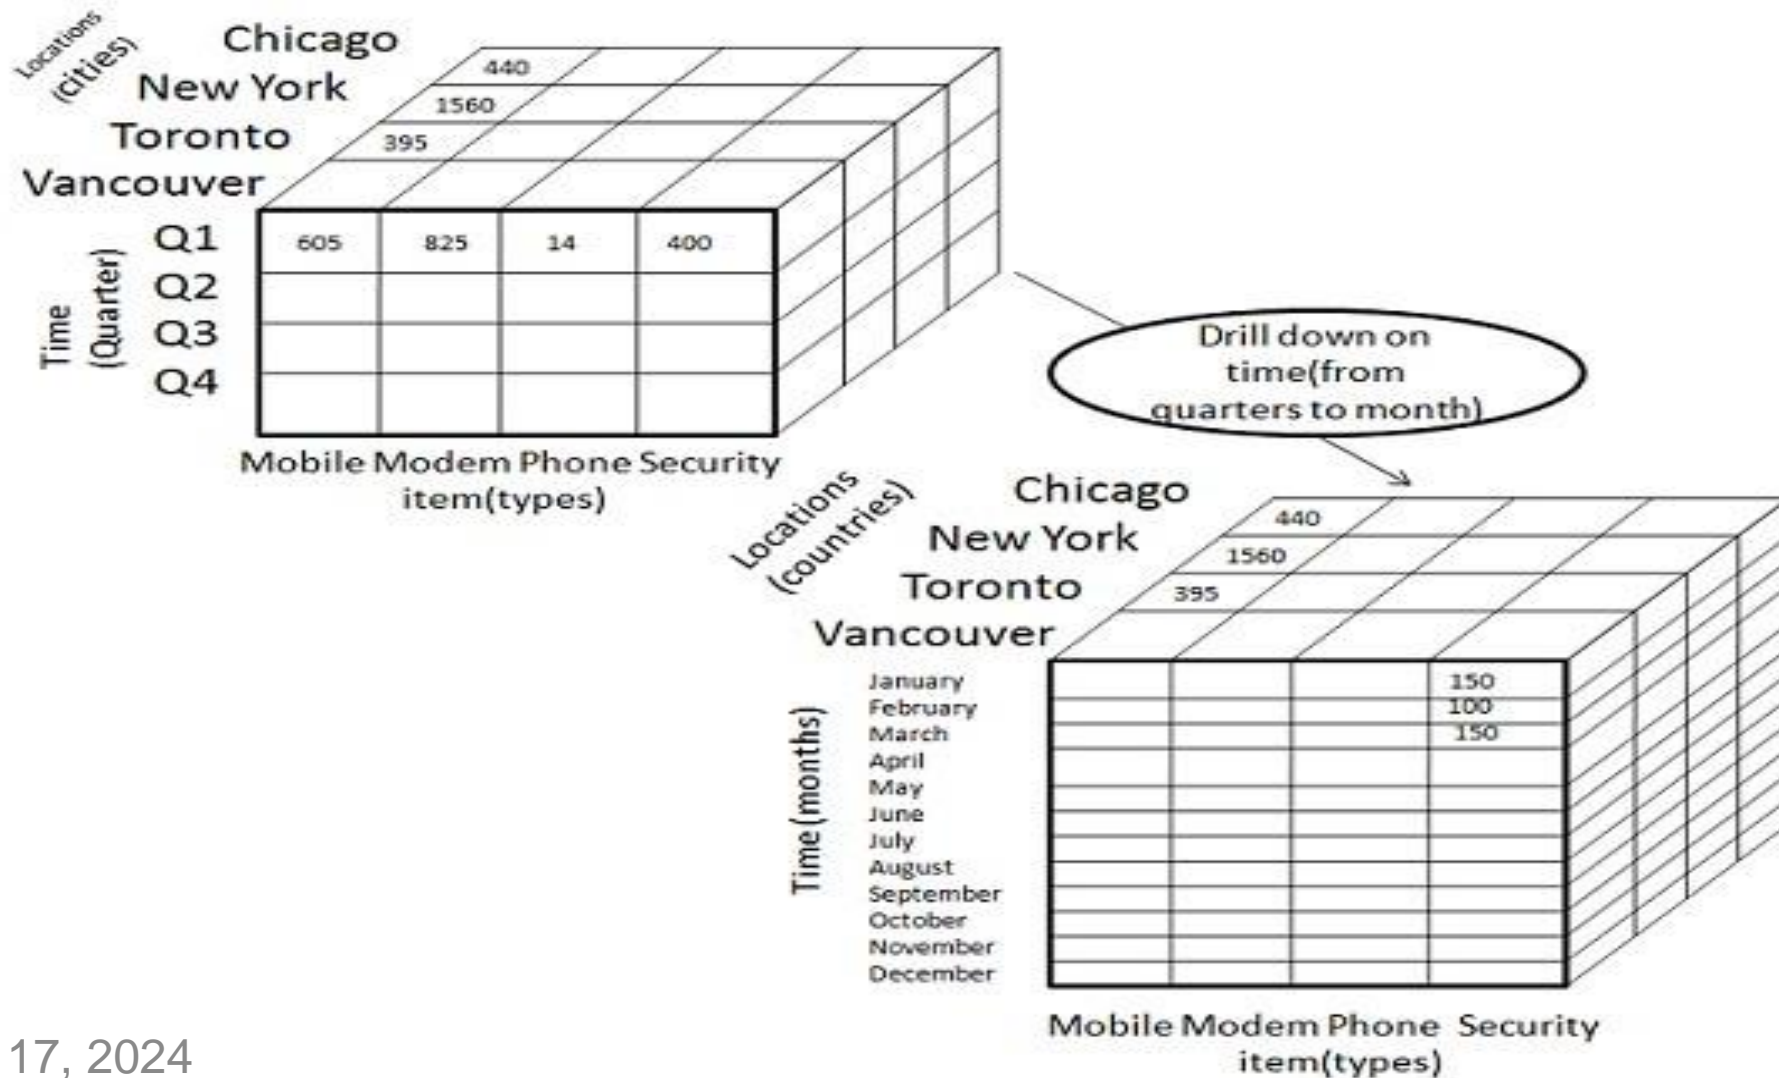 Locations
(cities)
Chicago
New York
Toronto
Vancouver
440
1560
395
Time
(Quarter)
Q1
Q2
Q3
Q4
605 825 14 400
Mobile Modem Phone Security
item(types)
Drill down on
time(from
quarters to month)
Locations
(countries)
Chicago
New York
Toronto
Vancouver
440
1560
395
Time(months)
January 150
February 100
March 150
April
May
June
July
August
September
October
November
December
Mobile Modem Phone Security
item(types)
17, 2024